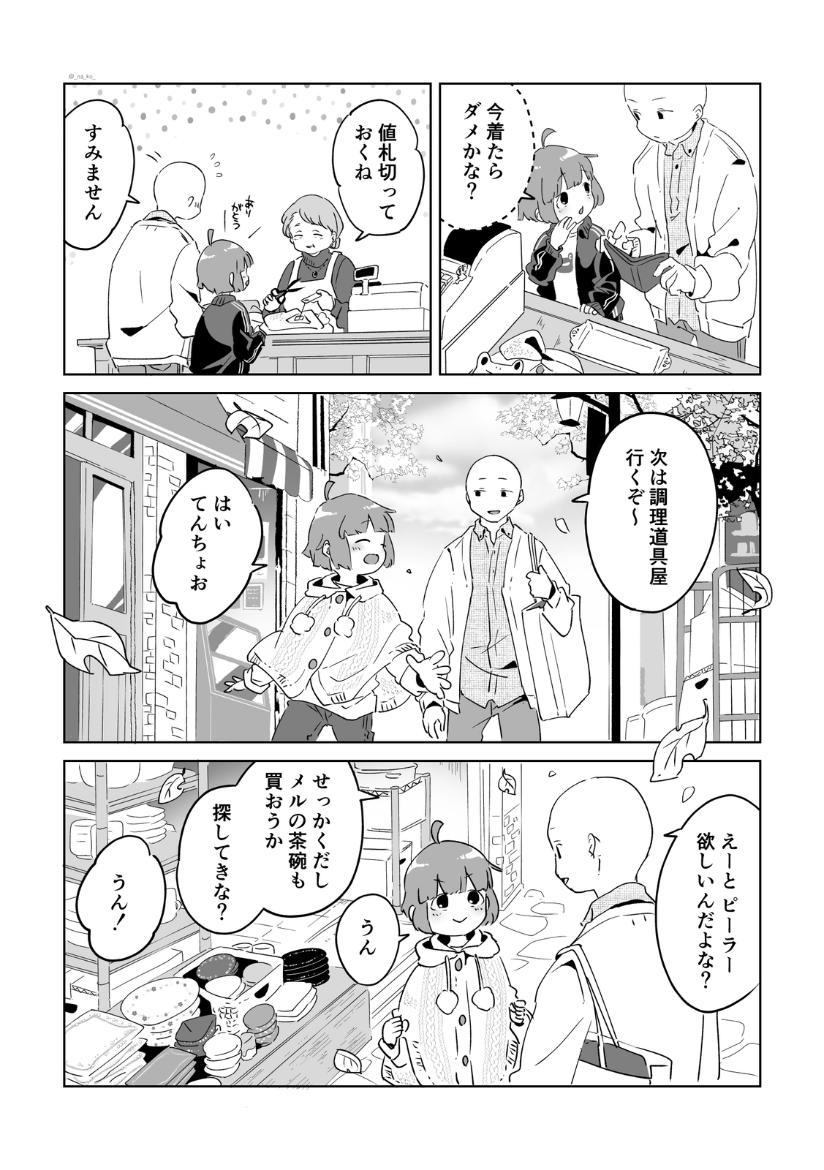 @_na_ko_
今着たら
ダメかな?
値札切って
おくね
ありがとう
すみません
次は調理道具屋
行くぞ〜
はい
てんちょお
えーと ピーラー
欲しいんだよな?
うん
せっかくだし
メルの茶碗も
買おうか
探してきな?
うん!